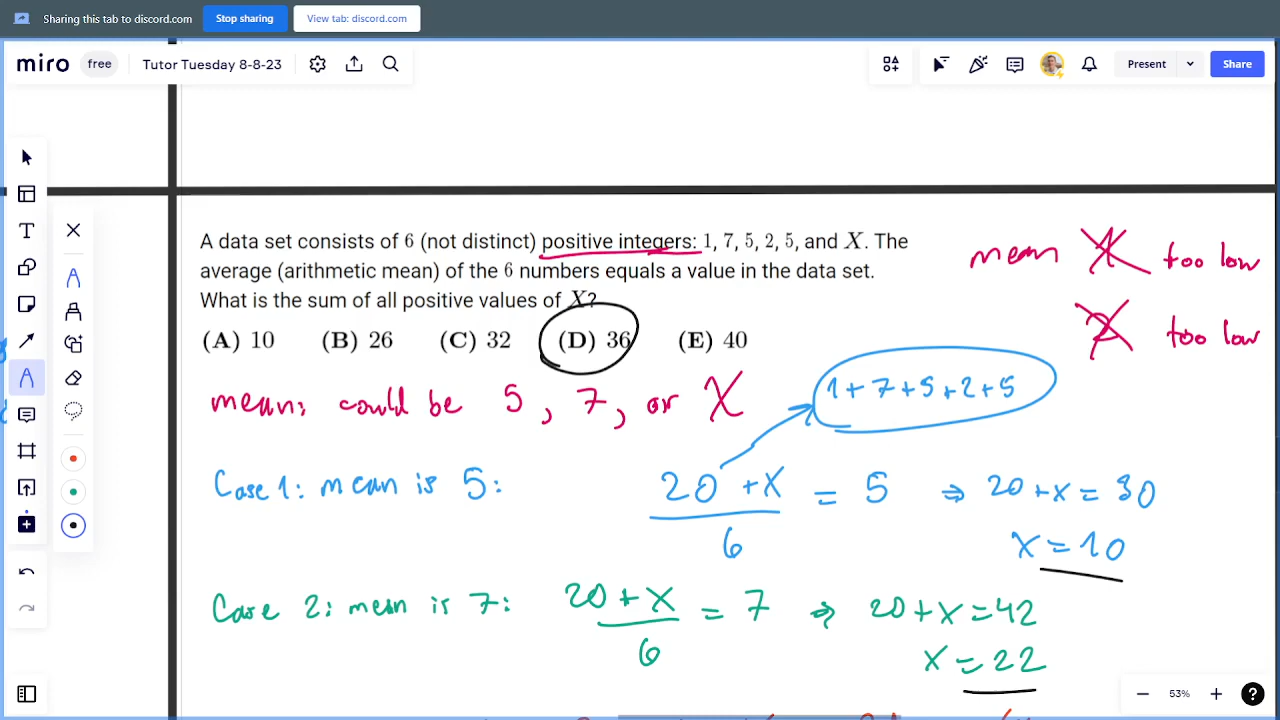 Sharing this tab to discord.com Stop sharing View tab: discord.com
miro free Tutor Tuesday 8-8-23 Present Share
A data set consists of 6 (not distinct) positive integers: 1, 7, 5, 2, 5, and X. The
average (arithmetic mean) of the 6 numbers equals a value in the data set.
What is the sum of all positive values of X?
(A) 10 (B) 26 (C) 32 (D) 36 (E) 40
mean 1 too low
2 too low
mean: could be 5, 7, or X
1+7+5+2+5
Case 1: mean is 5: 20 + X / 6 = 5 ⇒ 20 + x = 30
x = 10
Case 2: mean is 7: 20 + X / 6 = 7 ⇒ 20 + x = 42
x = 22
53%